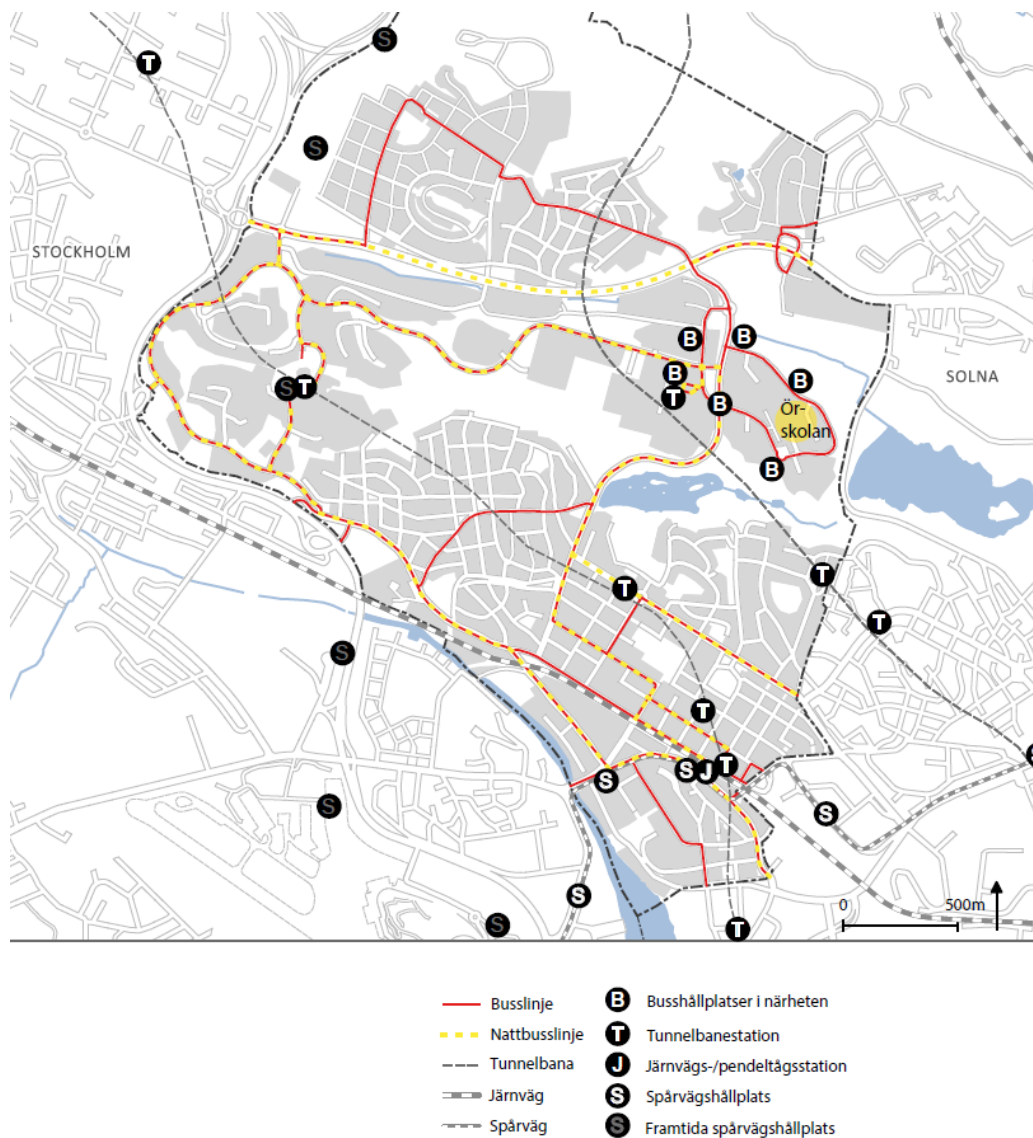 S
T
S
STOCKHOLM
B
B
SOLNA
B
S
T
B
T
B
Ör-
skolan
B
T
T
T
S
T
T
S
S
J
S
S
S
S
T
0
500m
Busslinje
B
Busshållplatser i närheten
Nattbusslinje
T
Tunnelbanestation
Tunnelbana
J
Järnvägs-/pendeltågsstation
Järnväg
S
Spårvägshållplats
Spårväg
S
Framtida spårvägshållplats